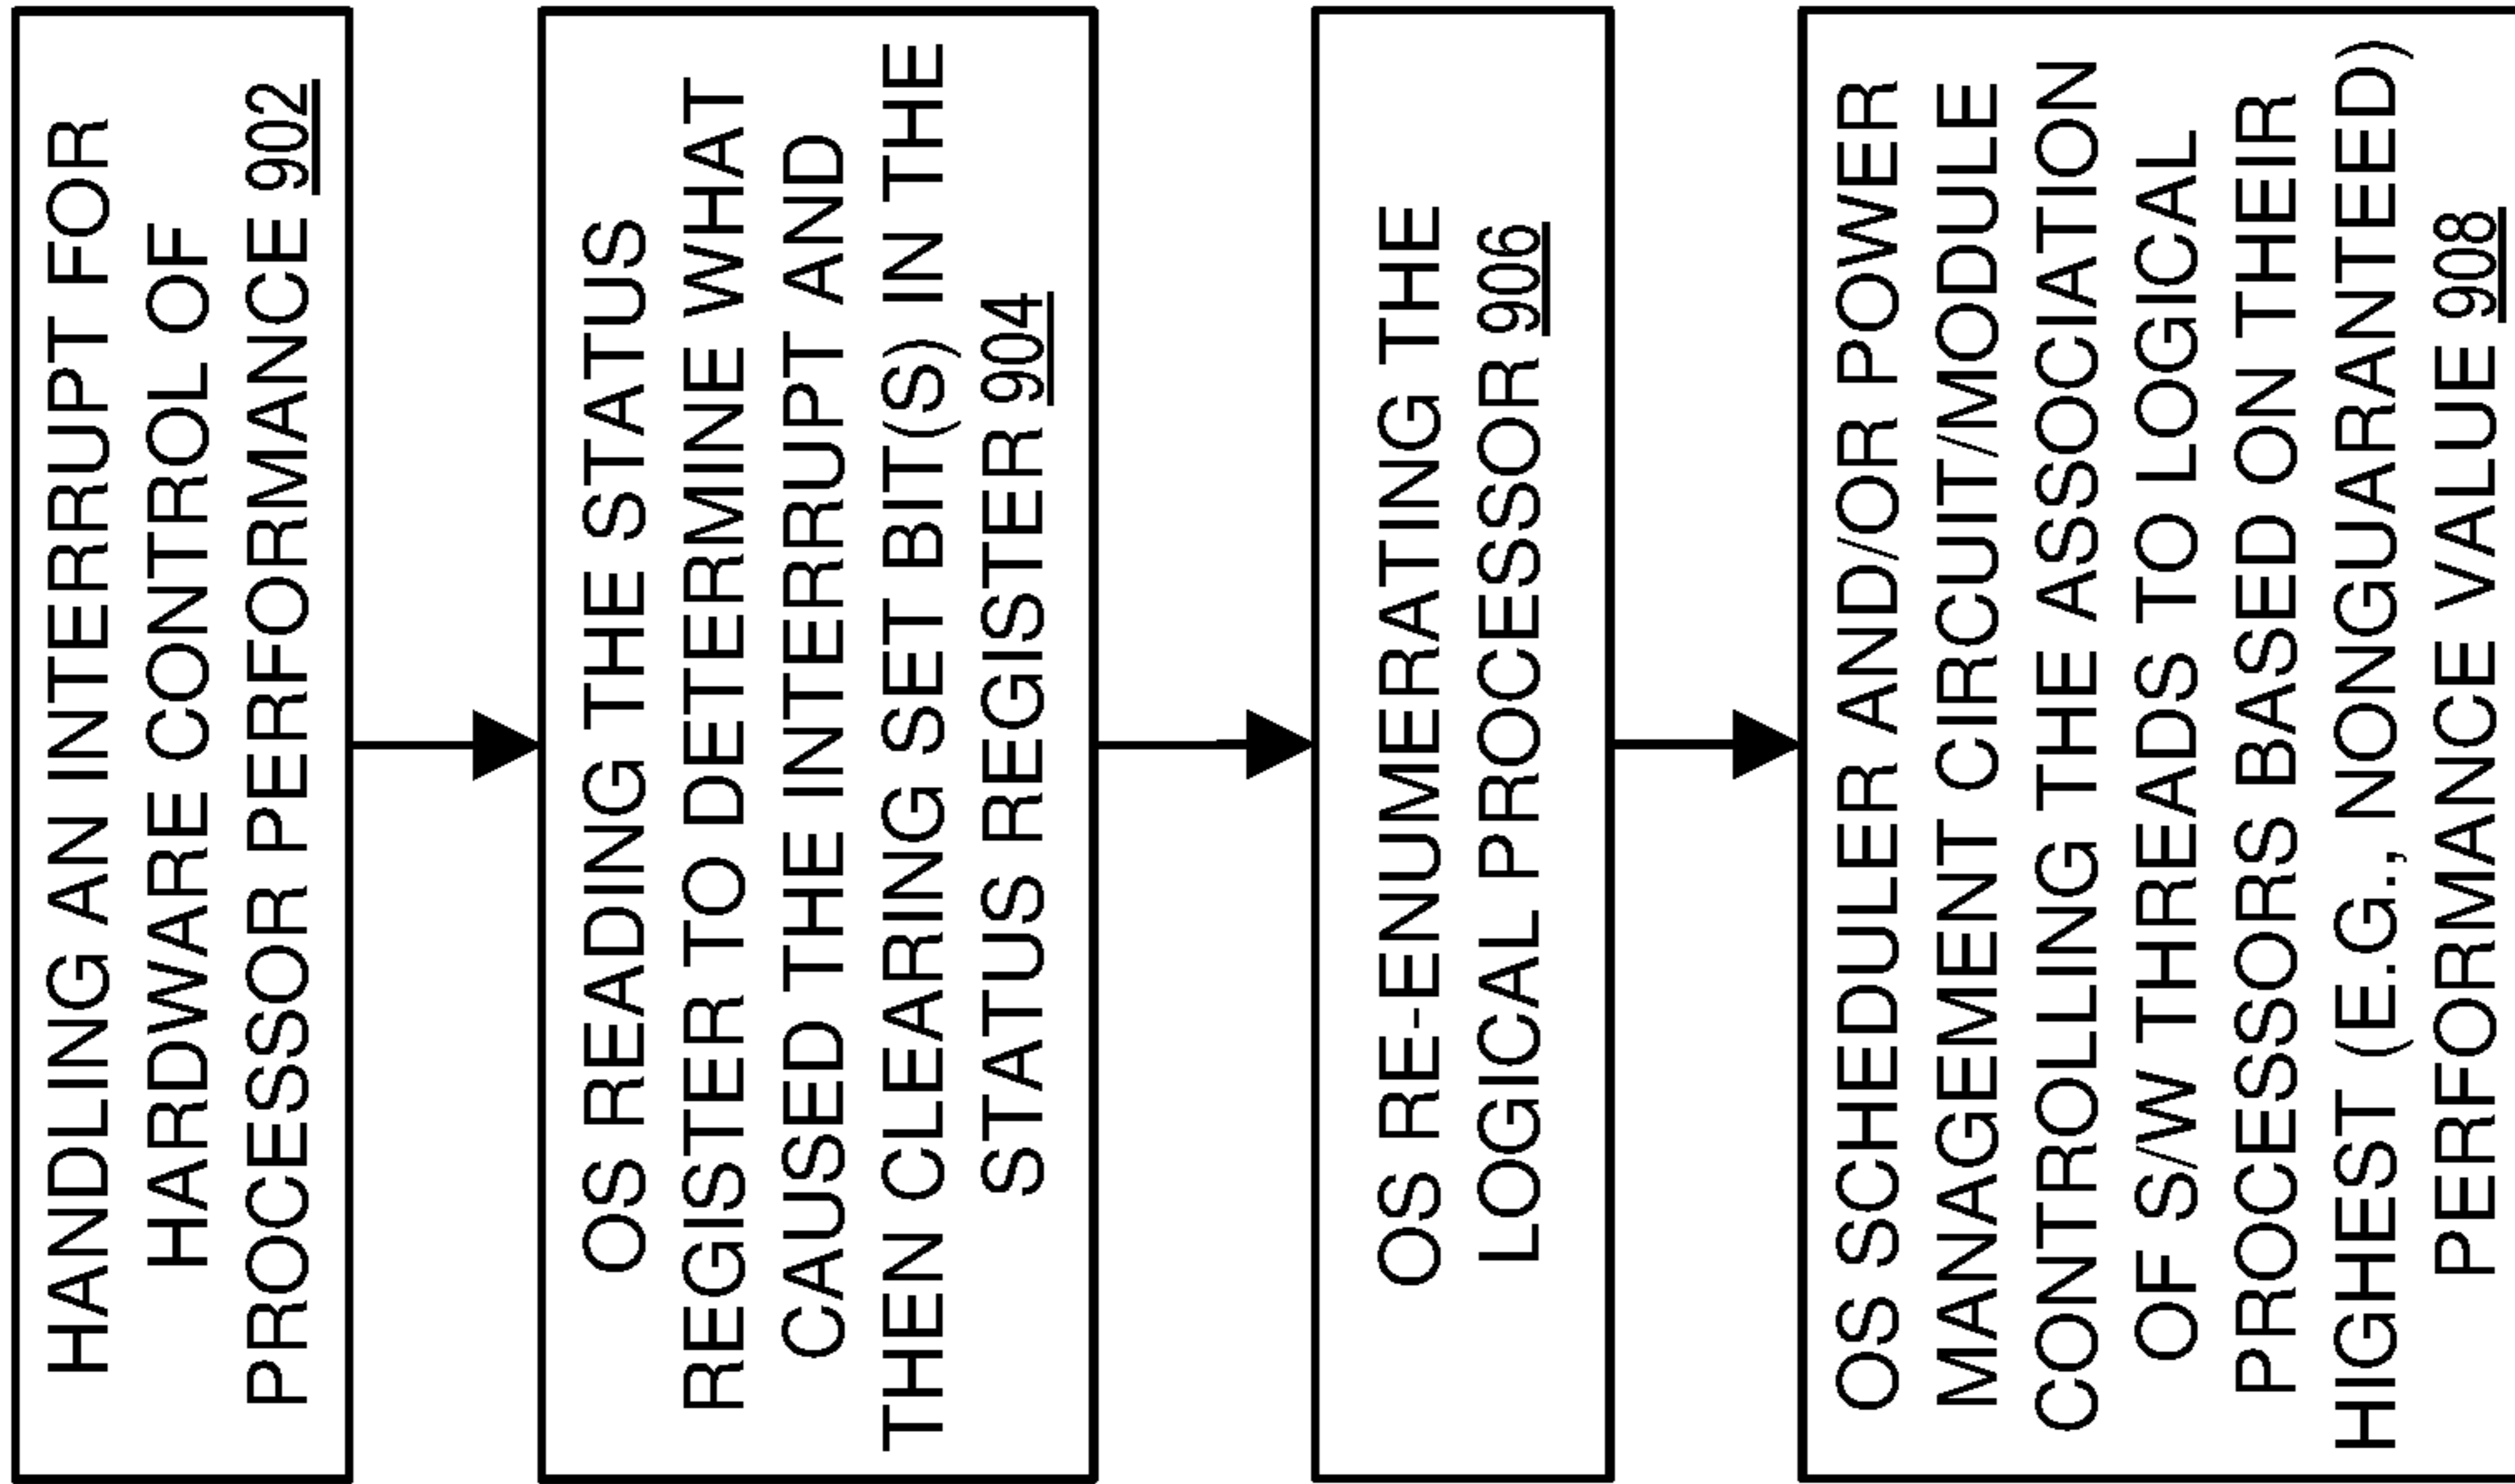 HANDLING AN INTERRUPT FOR
HARDWARE CONTROL OF
PROCESSOR PERFORMANCE 902
OS READING THE STATUS
REGISTER TO DETERMINE WHAT
CAUSED THE INTERRUPT AND
THEN CLEARING SET BIT(S) IN THE
STATUS REGISTER 904
OS RE-ENUMERATING THE
LOGICAL PROCESSOR 906
OS SCHEDULER AND/OR POWER
MANAGEMENT CIRCUIT/MODULE
CONTROLLING THE ASSOCIATION
OF S/W THREADS TO LOGICAL
PROCESSORS BASED ON THEIR
HIGHEST (E.G., NONGUARANTEED)
PERFORMANCE VALUE 908